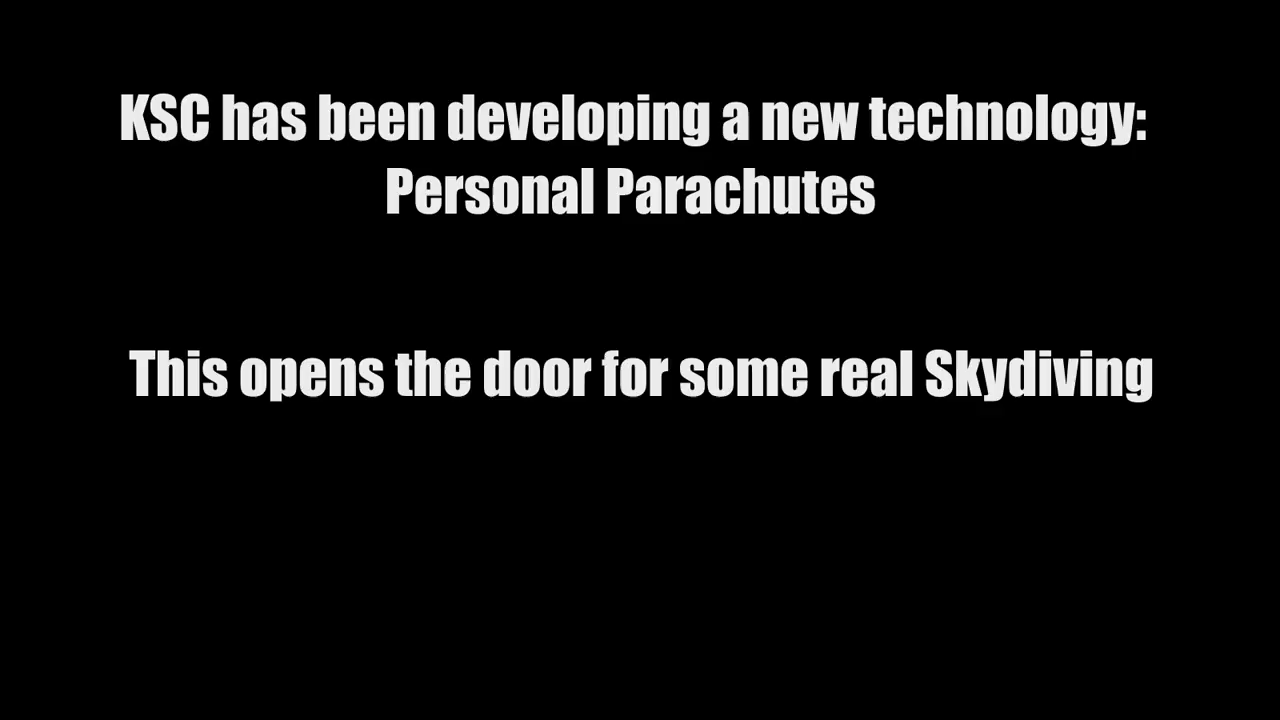 KSC has been developing a new technology:
Personal Parachutes
This opens the door for some real Skydiving